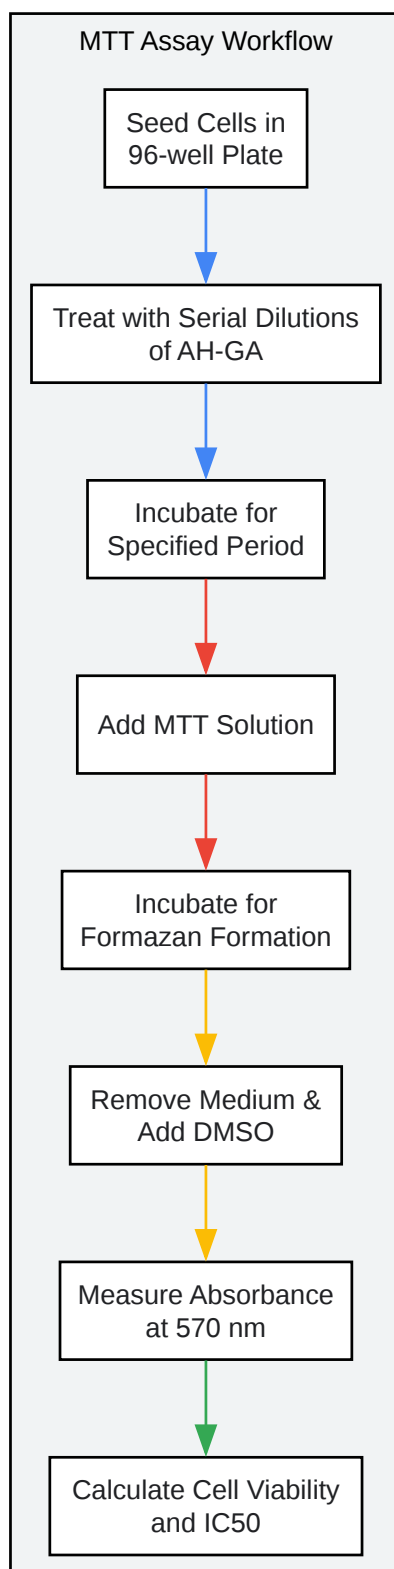 MTT Assay Workflow
Seed Cells in
96-well Plate
Treat with Serial Dilutions
of AH-GA
Incubate for
Specified Period
Add MTT Solution
Incubate for
Formazan Formation
Remove Medium &
Add DMSO
Measure Absorbance
at 570 nm
Calculate Cell Viability
and IC50